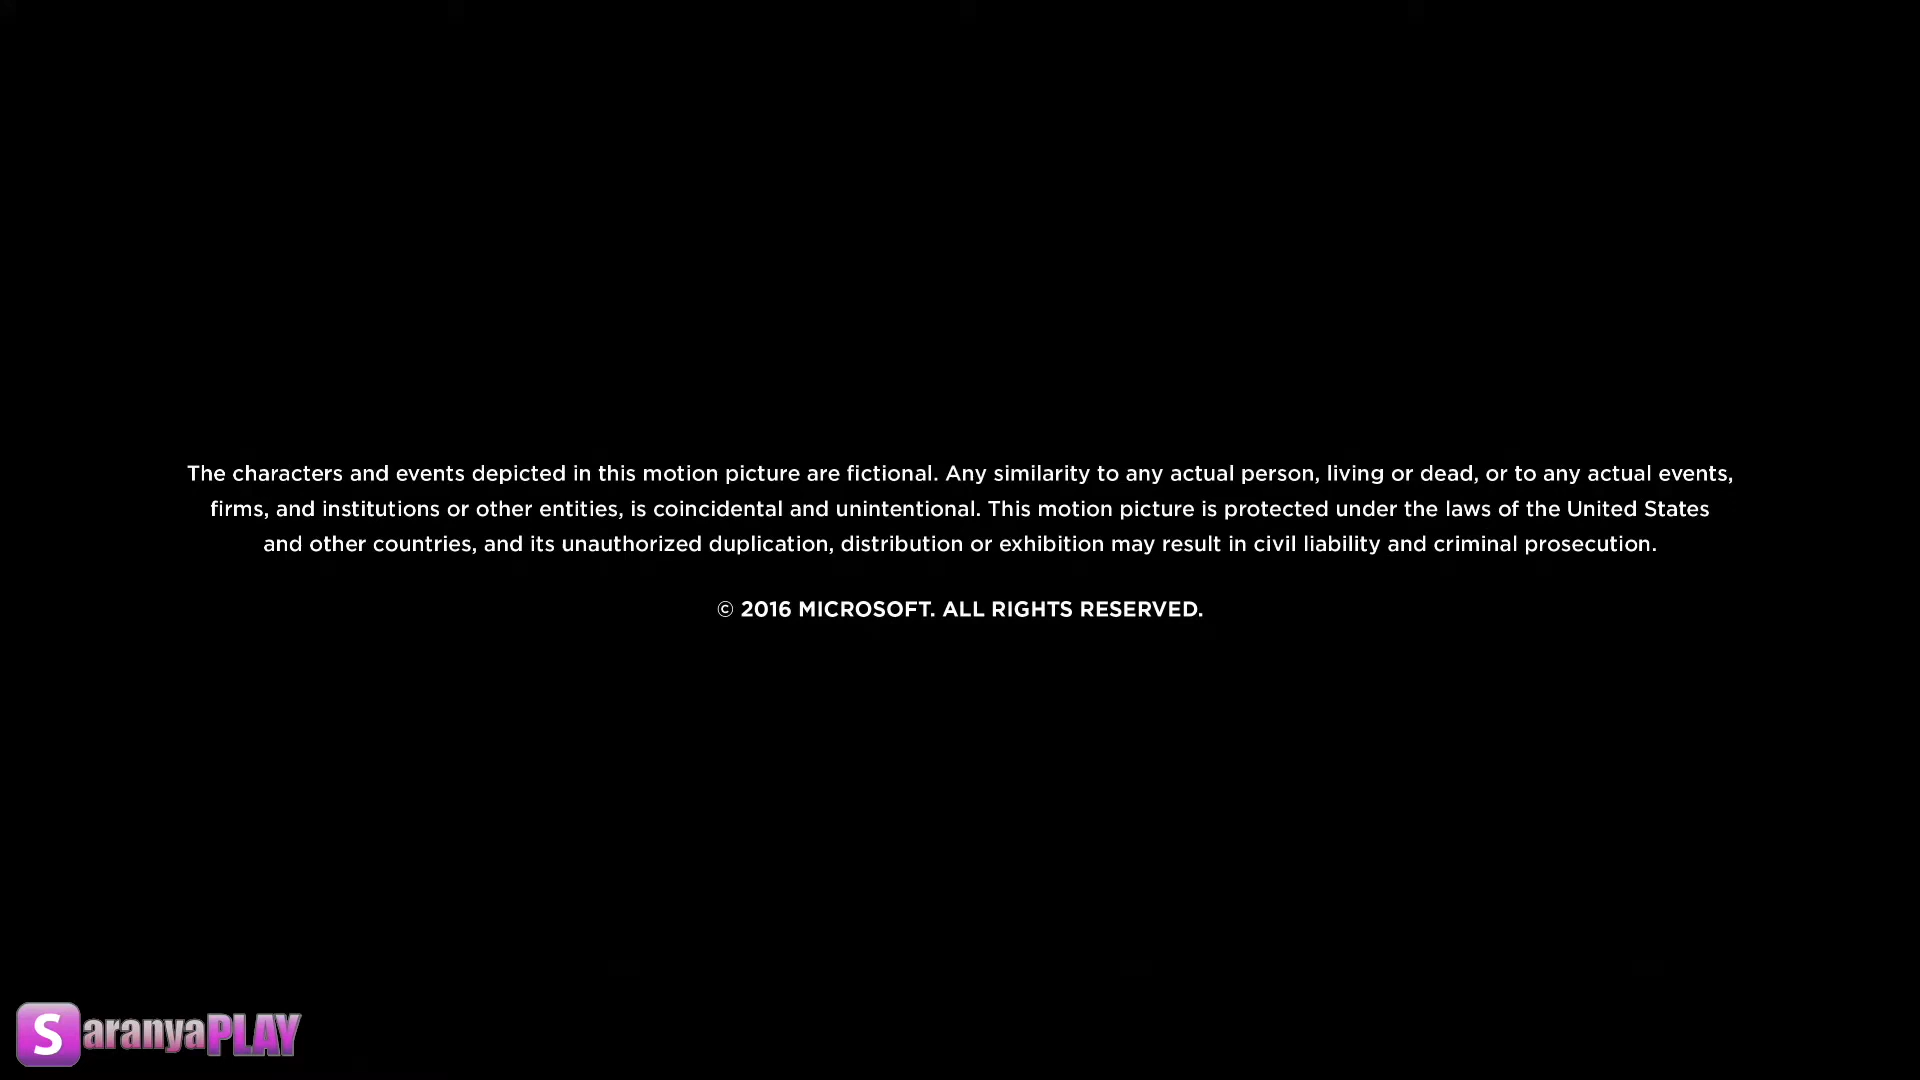 The characters and events depicted in this motion picture are fictional. Any similarity to any actual person, living or dead, or to any actual events,
firms, and institutions or other entities, is coincidental and unintentional. This motion picture is protected under the laws of the United States
and other countries, and its unauthorized duplication, distribution or exhibition may result in civil liability and criminal prosecution.
© 2016 MICROSOFT. ALL RIGHTS RESERVED.
SaranyaPLAY